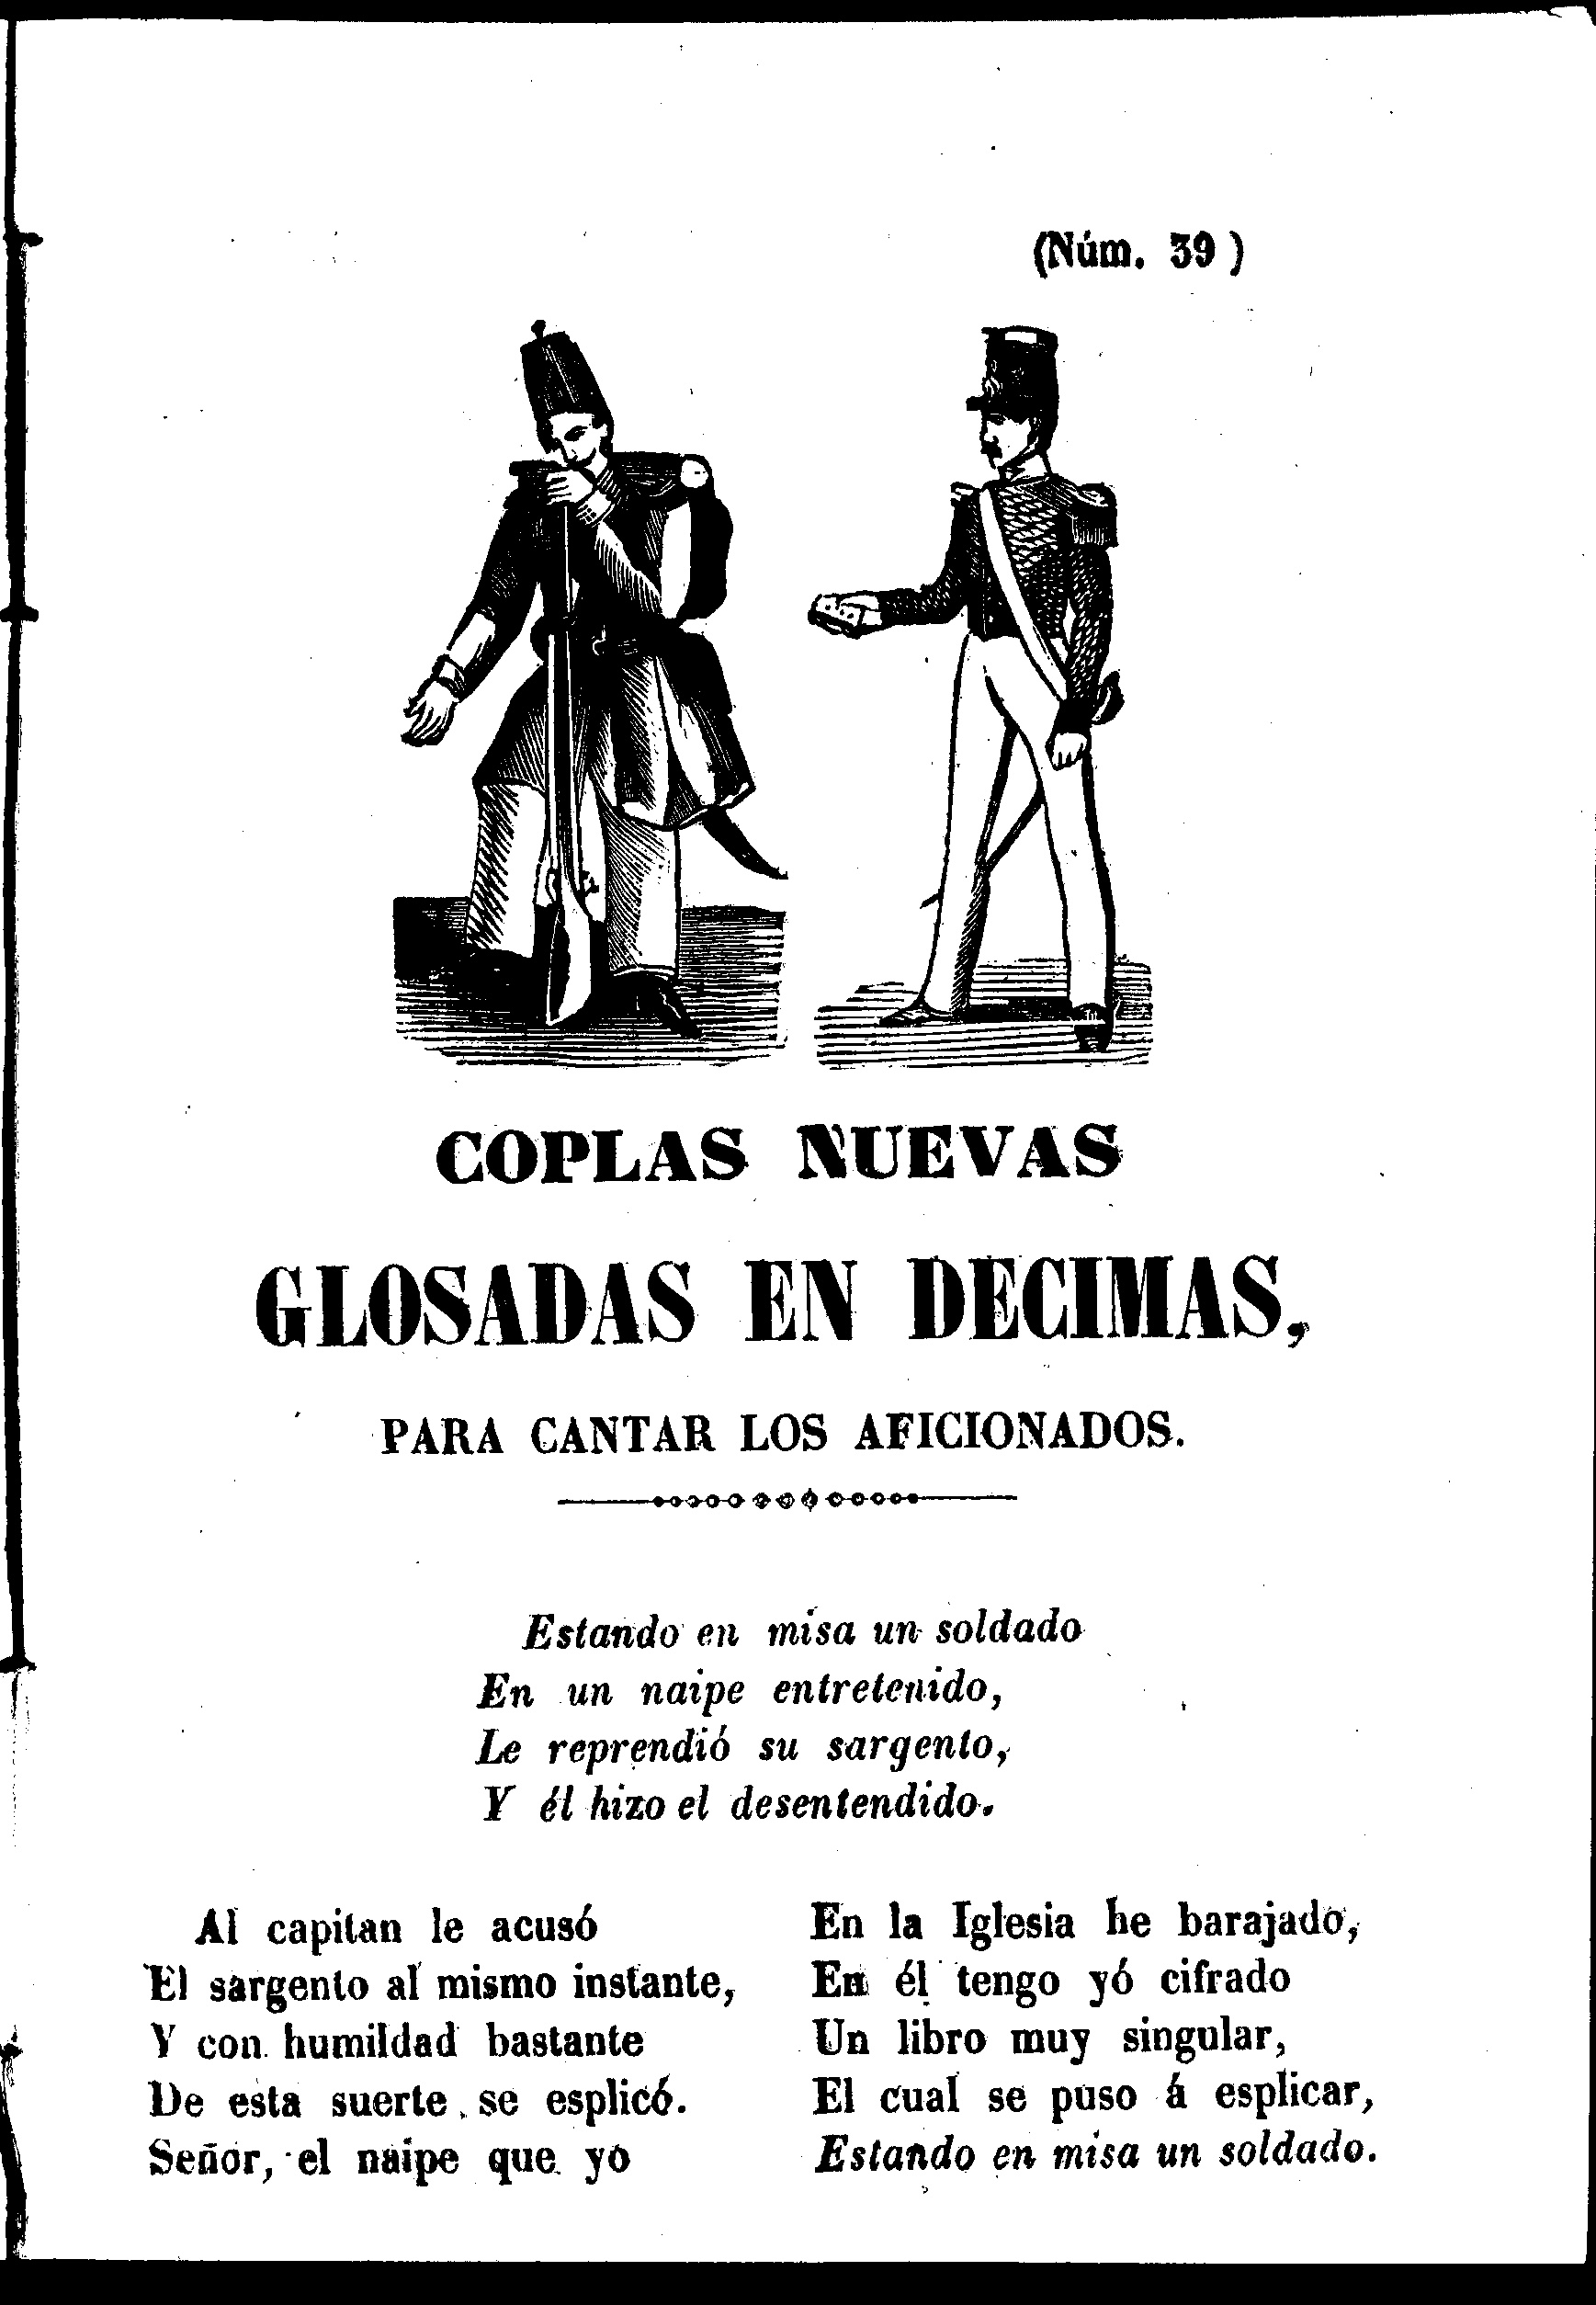 (Núm. 39)
COPLAS NUEVAS
GLOSADAS EN DECIMAS,
PARA CANTAR LOS AFICIONADOS.
Estando en misa un soldado
En un naipe entretenido,
Le reprendió su sargento,
Y él hizo el desentendido.
Al capitan le acusó
El sargento al mismo instante,
Y con humildad bastante
De esta suerte se esplicó.
Señor, el naipe que yo
En la Iglesia he barajado,
En él tengo yó cifrado
Un libro muy singular,
El cual se puso á esplicar,
Estando en misa un soldado.